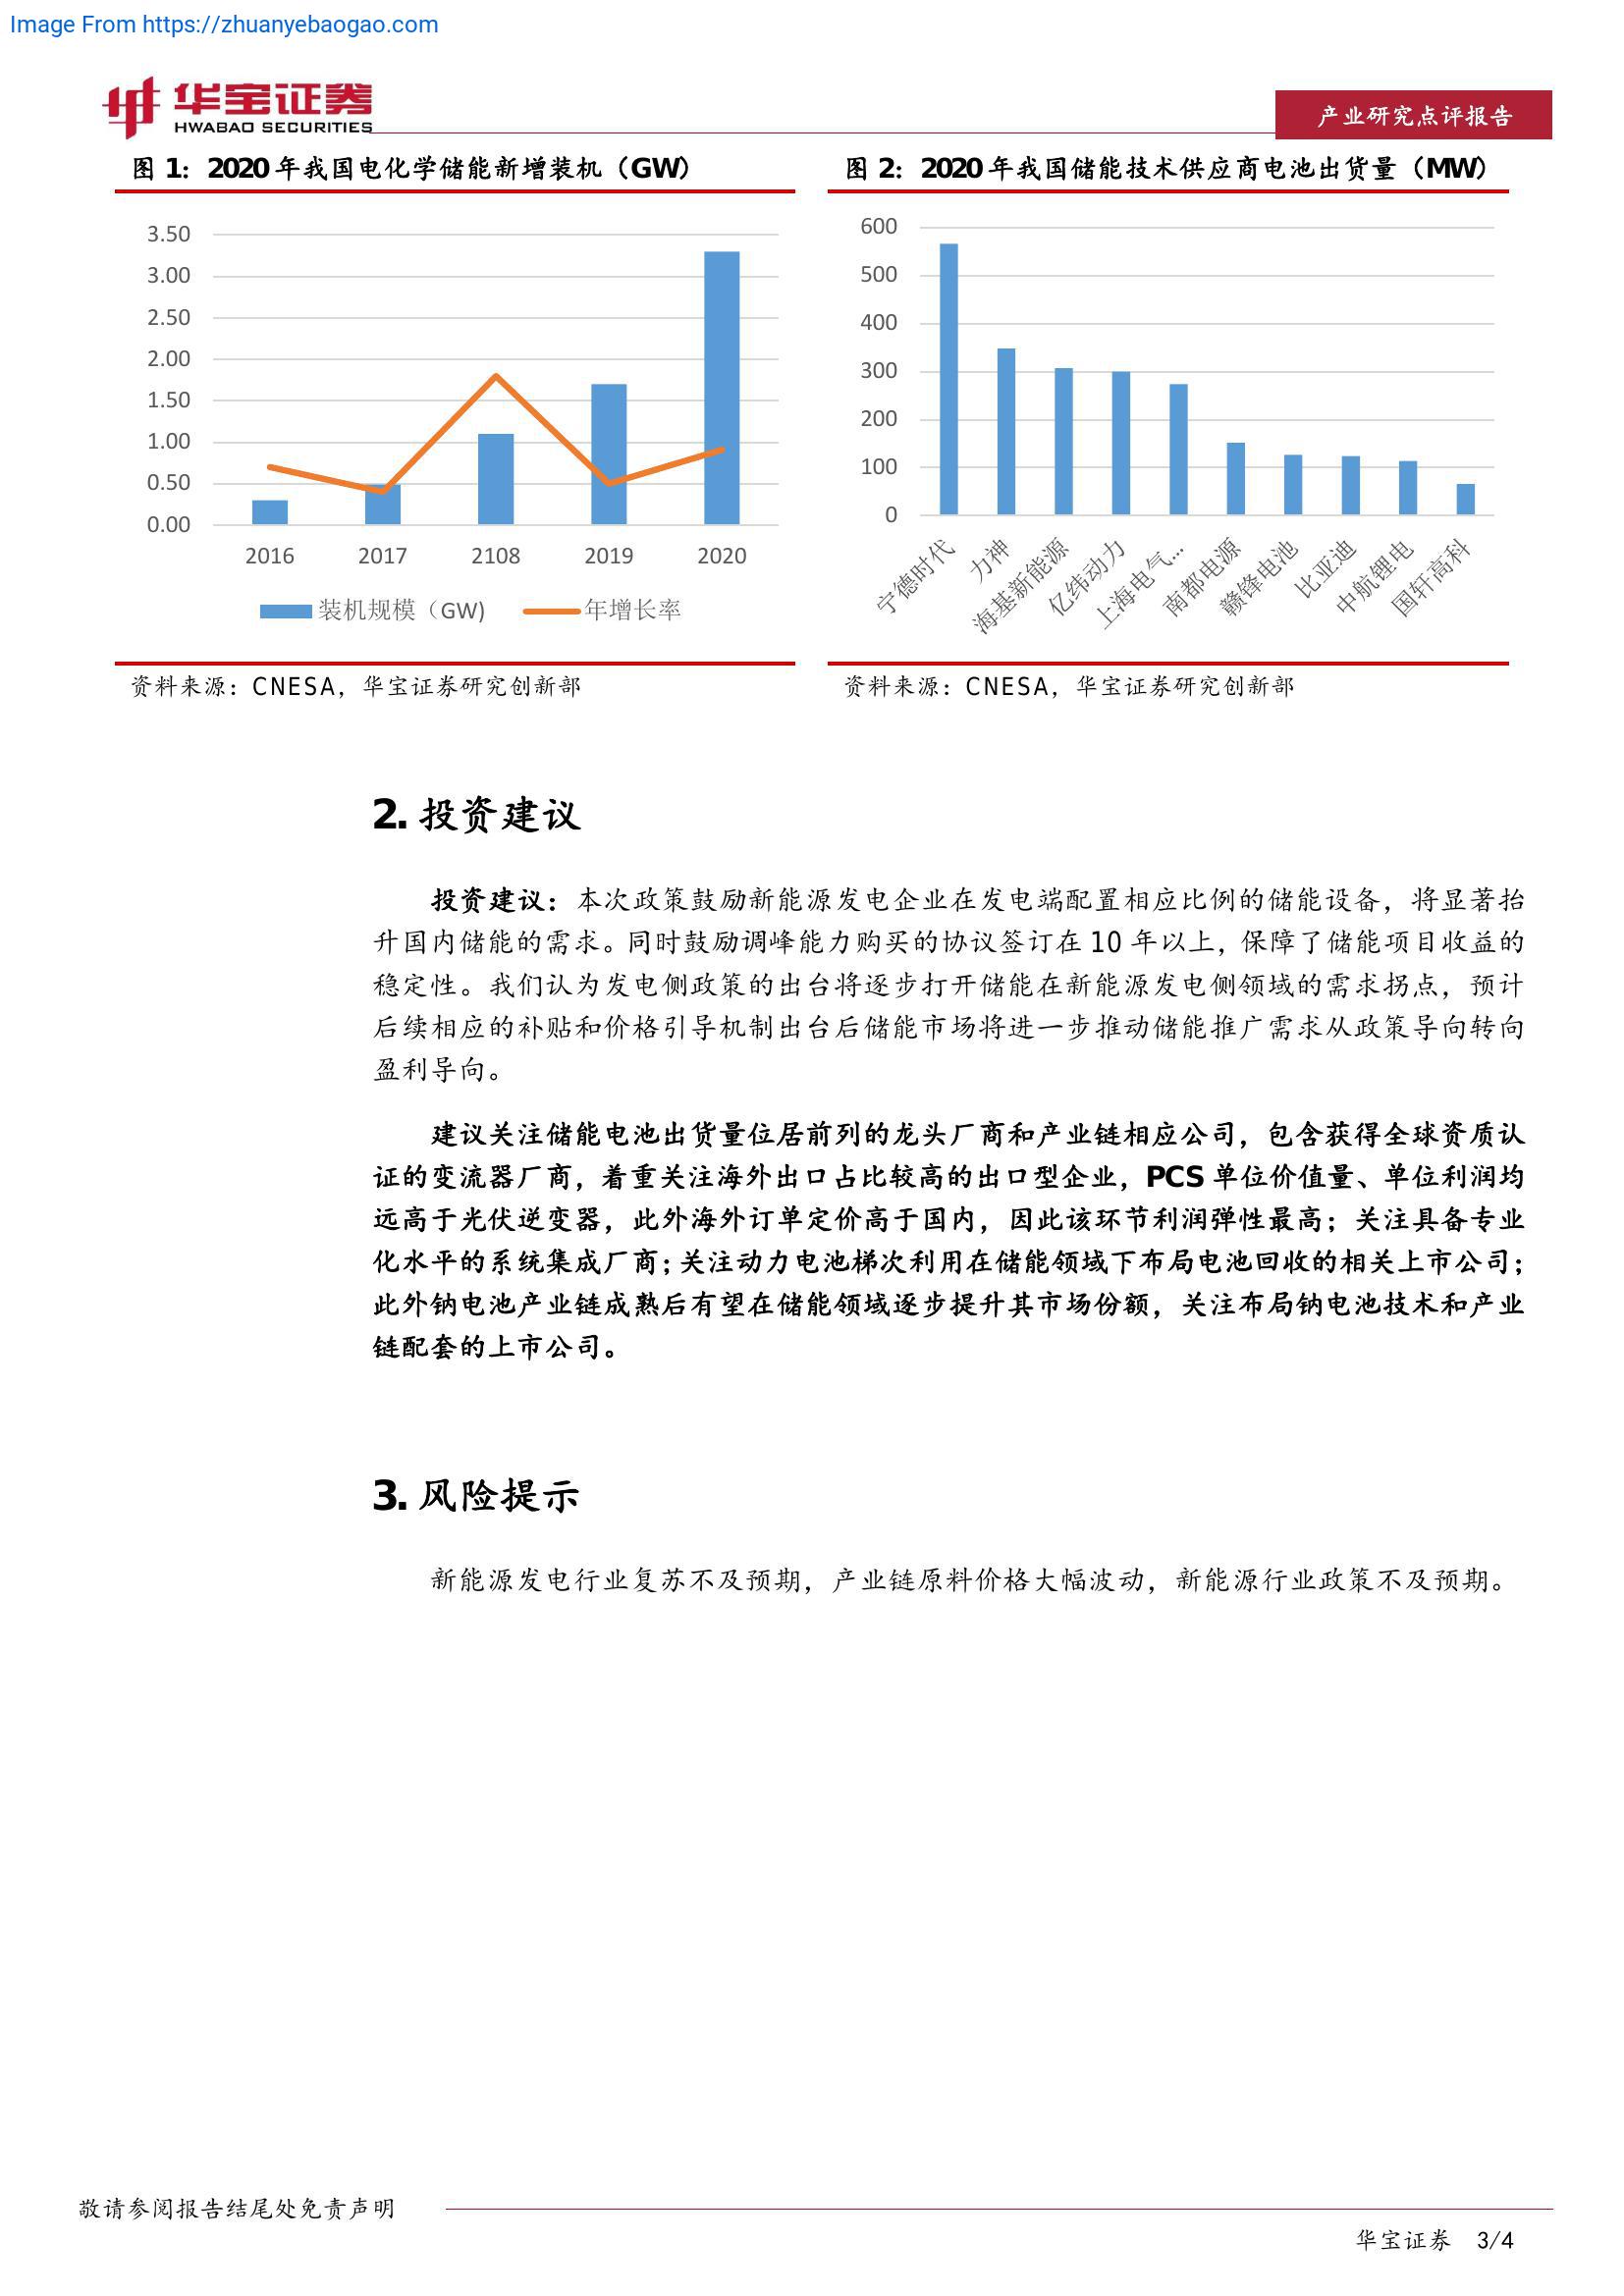 Image From https://zhuanyebaogao.com
华宝证券
HWABAO SECURITIES
产业研究点评报告
图 1：2020 年我国电化学储能新增装机（GW）
3.50
3.00
2.50
2.00
1.50
1.00
0.50
0.00
2016 2017 2108 2019 2020
装机规模（GW) 年增长率
资料来源：CNESA，华宝证券研究创新部
图 2：2020 年我国储能技术供应商电池出货量（MW）
600
500
400
300
200
100
0
宁德时代
力神
海基新能源
亿纬动力
上海电气…
南都电源
赣锋电池
比亚迪
中航锂电
国轩高科
资料来源：CNESA，华宝证券研究创新部
2. 投资建议
投资建议：本次政策鼓励新能源发电企业在发电端配置相应比例的储能设备，将显著抬
升国内储能的需求。同时鼓励调峰能力购买的协议签订在 10 年以上，保障了储能项目收益的
稳定性。我们认为发电侧政策的出台将逐步打开储能在新能源发电侧领域的需求拐点，预计
后续相应的补贴和价格引导机制出台后储能市场将进一步推动储能推广需求从政策导向转向
盈利导向。
建议关注储能电池出货量位居前列的龙头厂商和产业链相应公司，包含获得全球资质认
证的变流器厂商，着重关注海外出口占比较高的出口型企业，PCS 单位价值量、单位利润均
远高于光伏逆变器，此外海外订单定价高于国内，因此该环节利润弹性最高；关注具备专业
化水平的系统集成厂商；关注动力电池梯次利用在储能领域下布局电池回收的相关上市公司；
此外钠电池产业链成熟后有望在储能领域逐步提升其市场份额，关注布局钠电池技术和产业
链配套的上市公司。
3. 风险提示
新能源发电行业复苏不及预期，产业链原料价格大幅波动，新能源行业政策不及预期。
敬请参阅报告结尾处免责声明
华宝证券 3/4